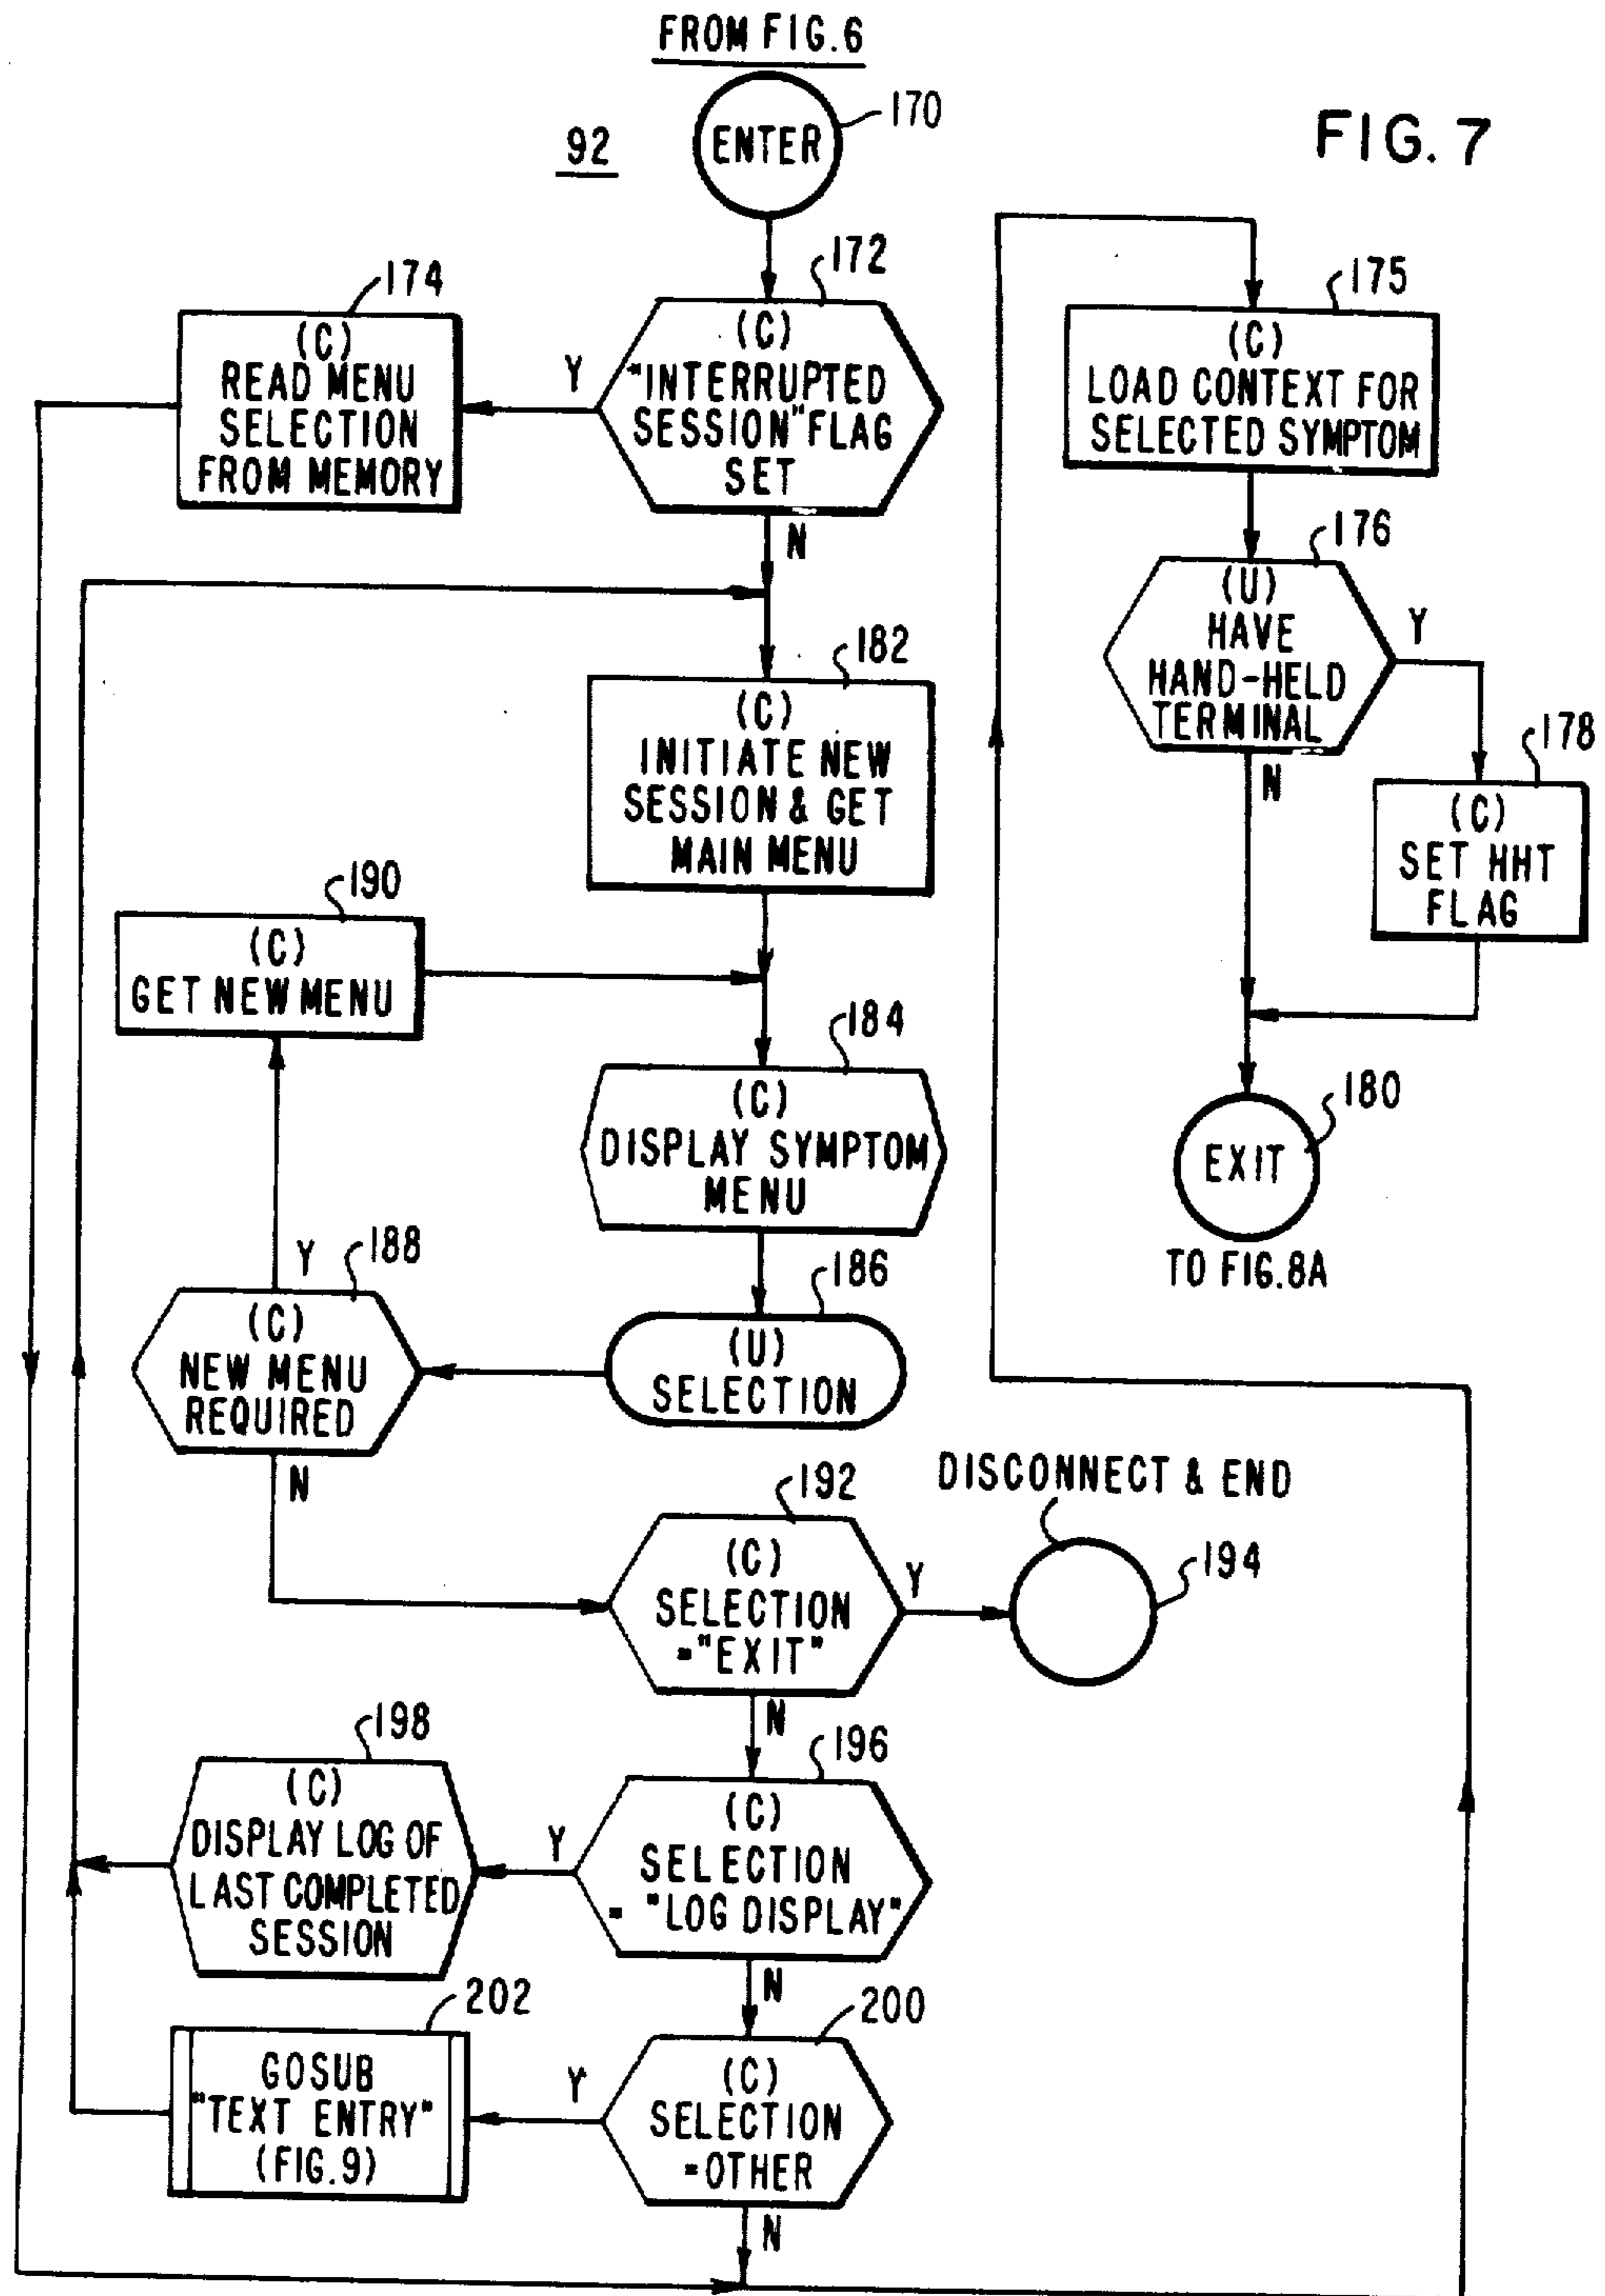 FROM FIG.6
170
ENTER
92
FIG. 7
172
(C)
"INTERRUPTED
SESSION" FLAG
SET
Y
N
174
(C)
READ MENU
SELECTION
FROM MEMORY
182
(C)
INITIATE NEW
SESSION & GET
MAIN MENU
190
(C)
GET NEW MENU
184
(C)
DISPLAY SYMPTOM
MENU
186
(U)
SELECTION
Y
188
(C)
NEW MENU
REQUIRED
N
192
(C)
SELECTION
="EXIT"
Y
DISCONNECT & END
194
N
196
(C)
SELECTION
= "LOG DISPLAY"
Y
198
(C)
DISPLAY LOG OF
LAST COMPLETED
SESSION
N
200
(C)
SELECTION
=OTHER
Y
202
GOSUB
"TEXT ENTRY"
(FIG.9)
N
175
(C)
LOAD CONTEXT FOR
SELECTED SYMPTOM
176
(U)
HAVE
HAND-HELD
TERMINAL
Y
N
178
(C)
SET HHT
FLAG
180
EXIT
TO FIG.8A